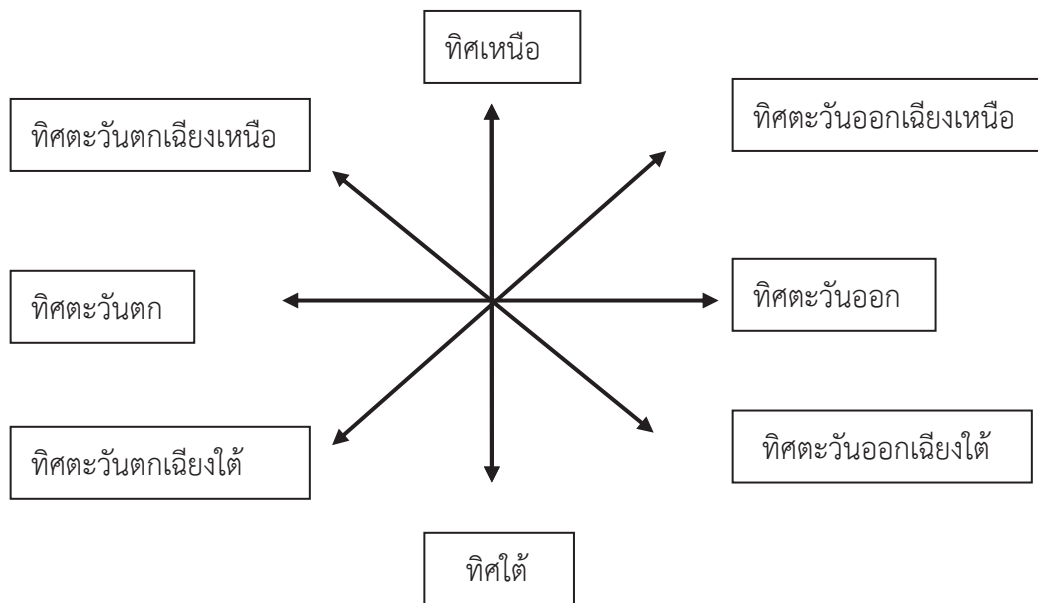 ทิศเหนือ
ทิศตะวันตกเฉียงเหนือ
ทิศตะวันออกเฉียงเหนือ
ทิศตะวันตก
ทิศตะวันออก
ทิศตะวันตกเฉียงใต้
ทิศตะวันออกเฉียงใต้
ทิศใต้